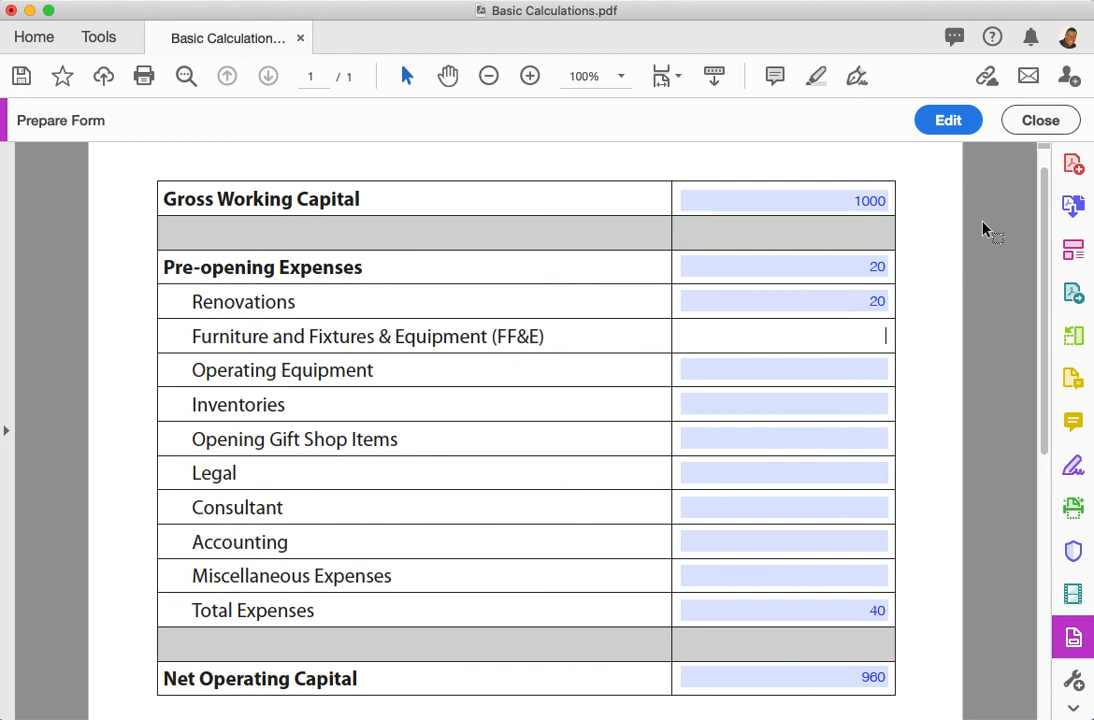 Basic Calculations.pdf
Home Tools Basic Calculation... ×
1 / 1 100%
Prepare Form Edit Close
Gross Working Capital 1000
Pre-opening Expenses 20
Renovations 20
Furniture and Fixtures & Equipment (FF&E)
Operating Equipment
Inventories
Opening Gift Shop Items
Legal
Consultant
Accounting
Miscellaneous Expenses
Total Expenses 40
Net Operating Capital 960